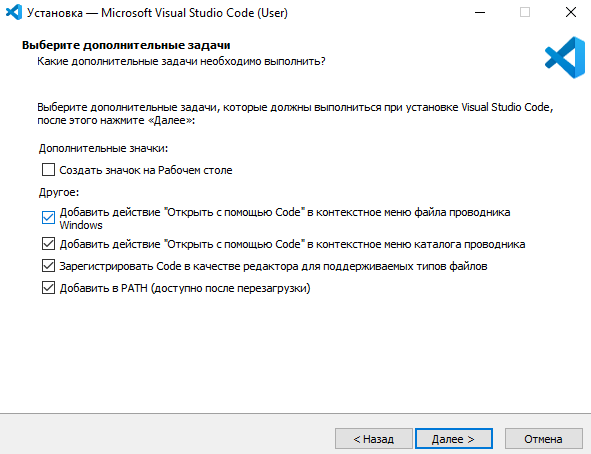 Установка — Microsoft Visual Studio Code (User)
Выберите дополнительные задачи
Какие дополнительные задачи необходимо выполнить?
Выберите дополнительные задачи, которые должны выполниться при установке Visual Studio Code,
после этого нажмите «Далее»:
Дополнительные значки:
Создать значок на Рабочем столе
Другое:
Добавить действие "Открыть с помощью Code" в контекстное меню файла проводника
Windows
Добавить действие "Открыть с помощью Code" в контекстное меню каталога проводника
Зарегистрировать Code в качестве редактора для поддерживаемых типов файлов
Добавить в PATH (доступно после перезагрузки)
< Назад
Далее >
Отмена